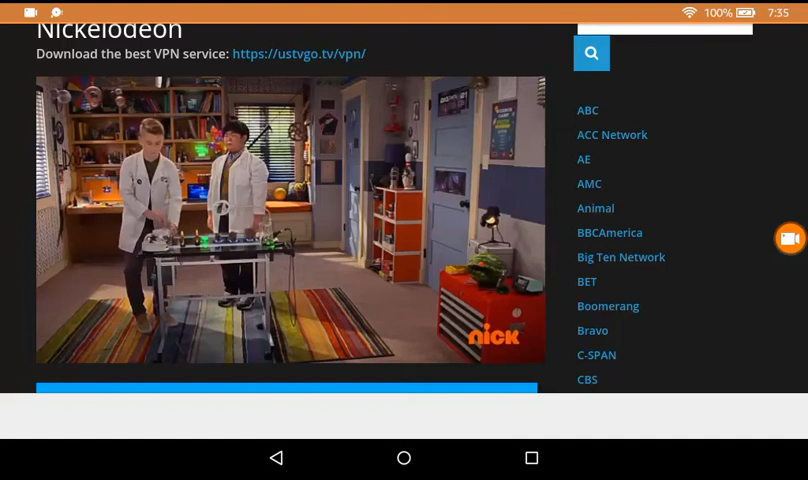 100% 7:35
Nickelodeon
Download the best VPN service: https://ustvgo.tv/vpn/
ABC
ACC Network
AE
AMC
Animal
BBCAmerica
Big Ten Network
BET
Boomerang
Bravo
C-SPAN
CBS
nick